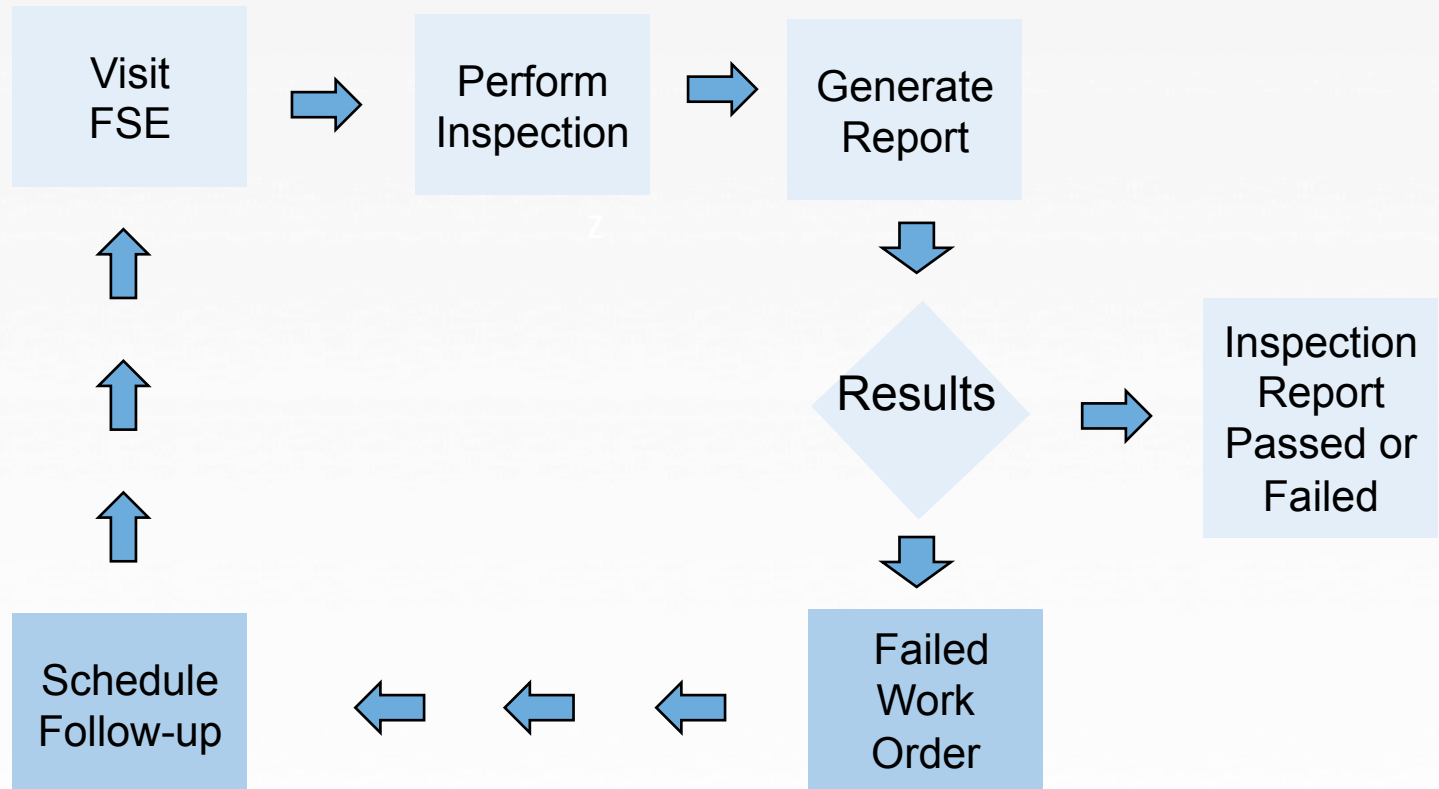 Visit
FSE
Perform
Inspection
Generate
Report
z
Results
Inspection
Report
Passed or
Failed
Failed
Work
Order
Schedule
Follow-up